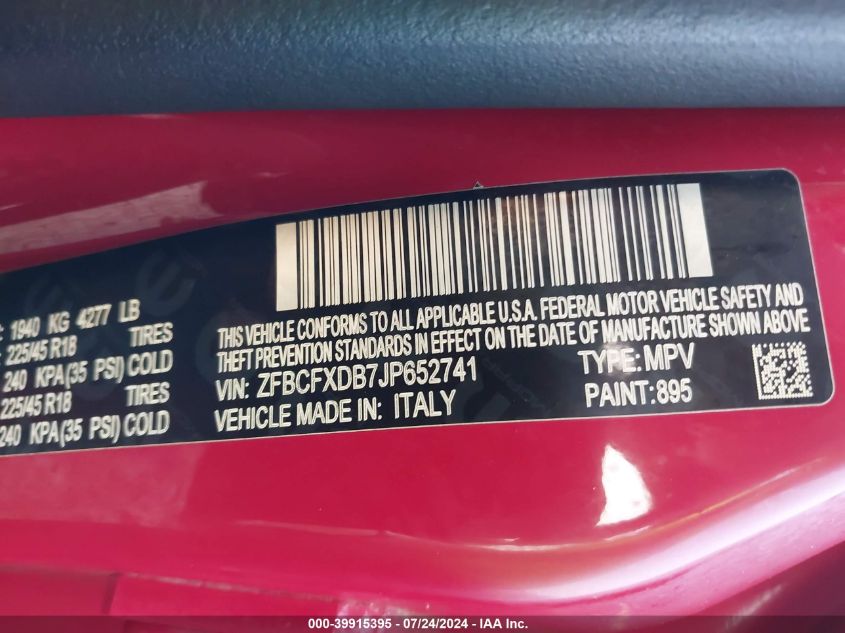 : 1940 KG 4277 LB
: 225/45 R18 TIRES
240 KPA(35 PSI) COLD
225/45 R18 TIRES
240 KPA(35 PSI) COLD
THIS VEHICLE CONFORMS TO ALL APPLICABLE U.S.A. FEDERAL MOTOR VEHICLE SAFETY AND
THEFT PREVENTION STANDARDS IN EFFECT ON THE DATE OF MANUFACTURE SHOWN ABOVE
VIN: ZFBCFXDB7JP652741 TYPE: MPV
VEHICLE MADE IN: ITALY PAINT: 895
000-39915395 - 07/24/2024 - IAA Inc.